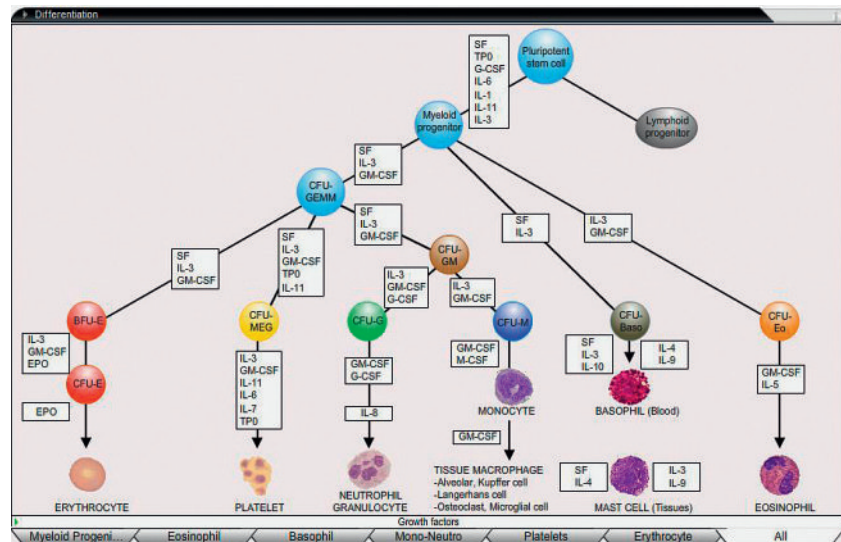 Differentiation
SF
TP0
G-CSF
IL-6
IL-1
IL-11
IL-3
Pluripotent
stem cell
Myeloid
progenitor
Lymphoid
progenitor
SF
IL-3
GM-CSF
CFU-
GEMM
SF
IL-3
GM-CSF
SF
IL-3
IL-3
GM-CSF
SF
IL-3
GM-CSF
TP0
IL-11
CFU-
GM
SF
IL-3
GM-CSF
IL-3
GM-CSF
G-CSF
IL-3
GM-CSF
BFU-E
CFU-
MEG
CFU-G
CFU-M
CFU-
Baso
CFU-
Eo
IL-3
GM-CSF
EPO
IL-3
GM-CSF
IL-11
IL-6
IL-7
TP0
GM-CSF
G-CSF
GM-CSF
M-CSF
SF
IL-3
IL-10
IL-4
IL-9
GM-CSF
IL-5
CFU-E
EPO
IL-8
MONOCYTE
BASOPHIL (Blood)
GM-CSF
ERYTHROCYTE
PLATELET
NEUTROPHIL
GRANULOCYTE
TISSUE MACROPHAGE
-Alveolar, Kupffer cell
-Langerhans cell
-Osteoclast, Microglial cell
SF
IL-4
IL-3
IL-9
MAST CELL (Tissues)
EOSINOPHIL
Growth factors
Myeloid Progeni... Eosinophil Basophil Mono-Neutro Platelets Erythrocyte All